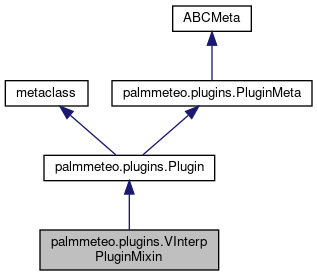 ABCMeta
metaclass
palmmeteo.plugins.PluginMeta
palmmeteo.plugins.Plugin
palmmeteo.plugins.VInterp
PluginMixin